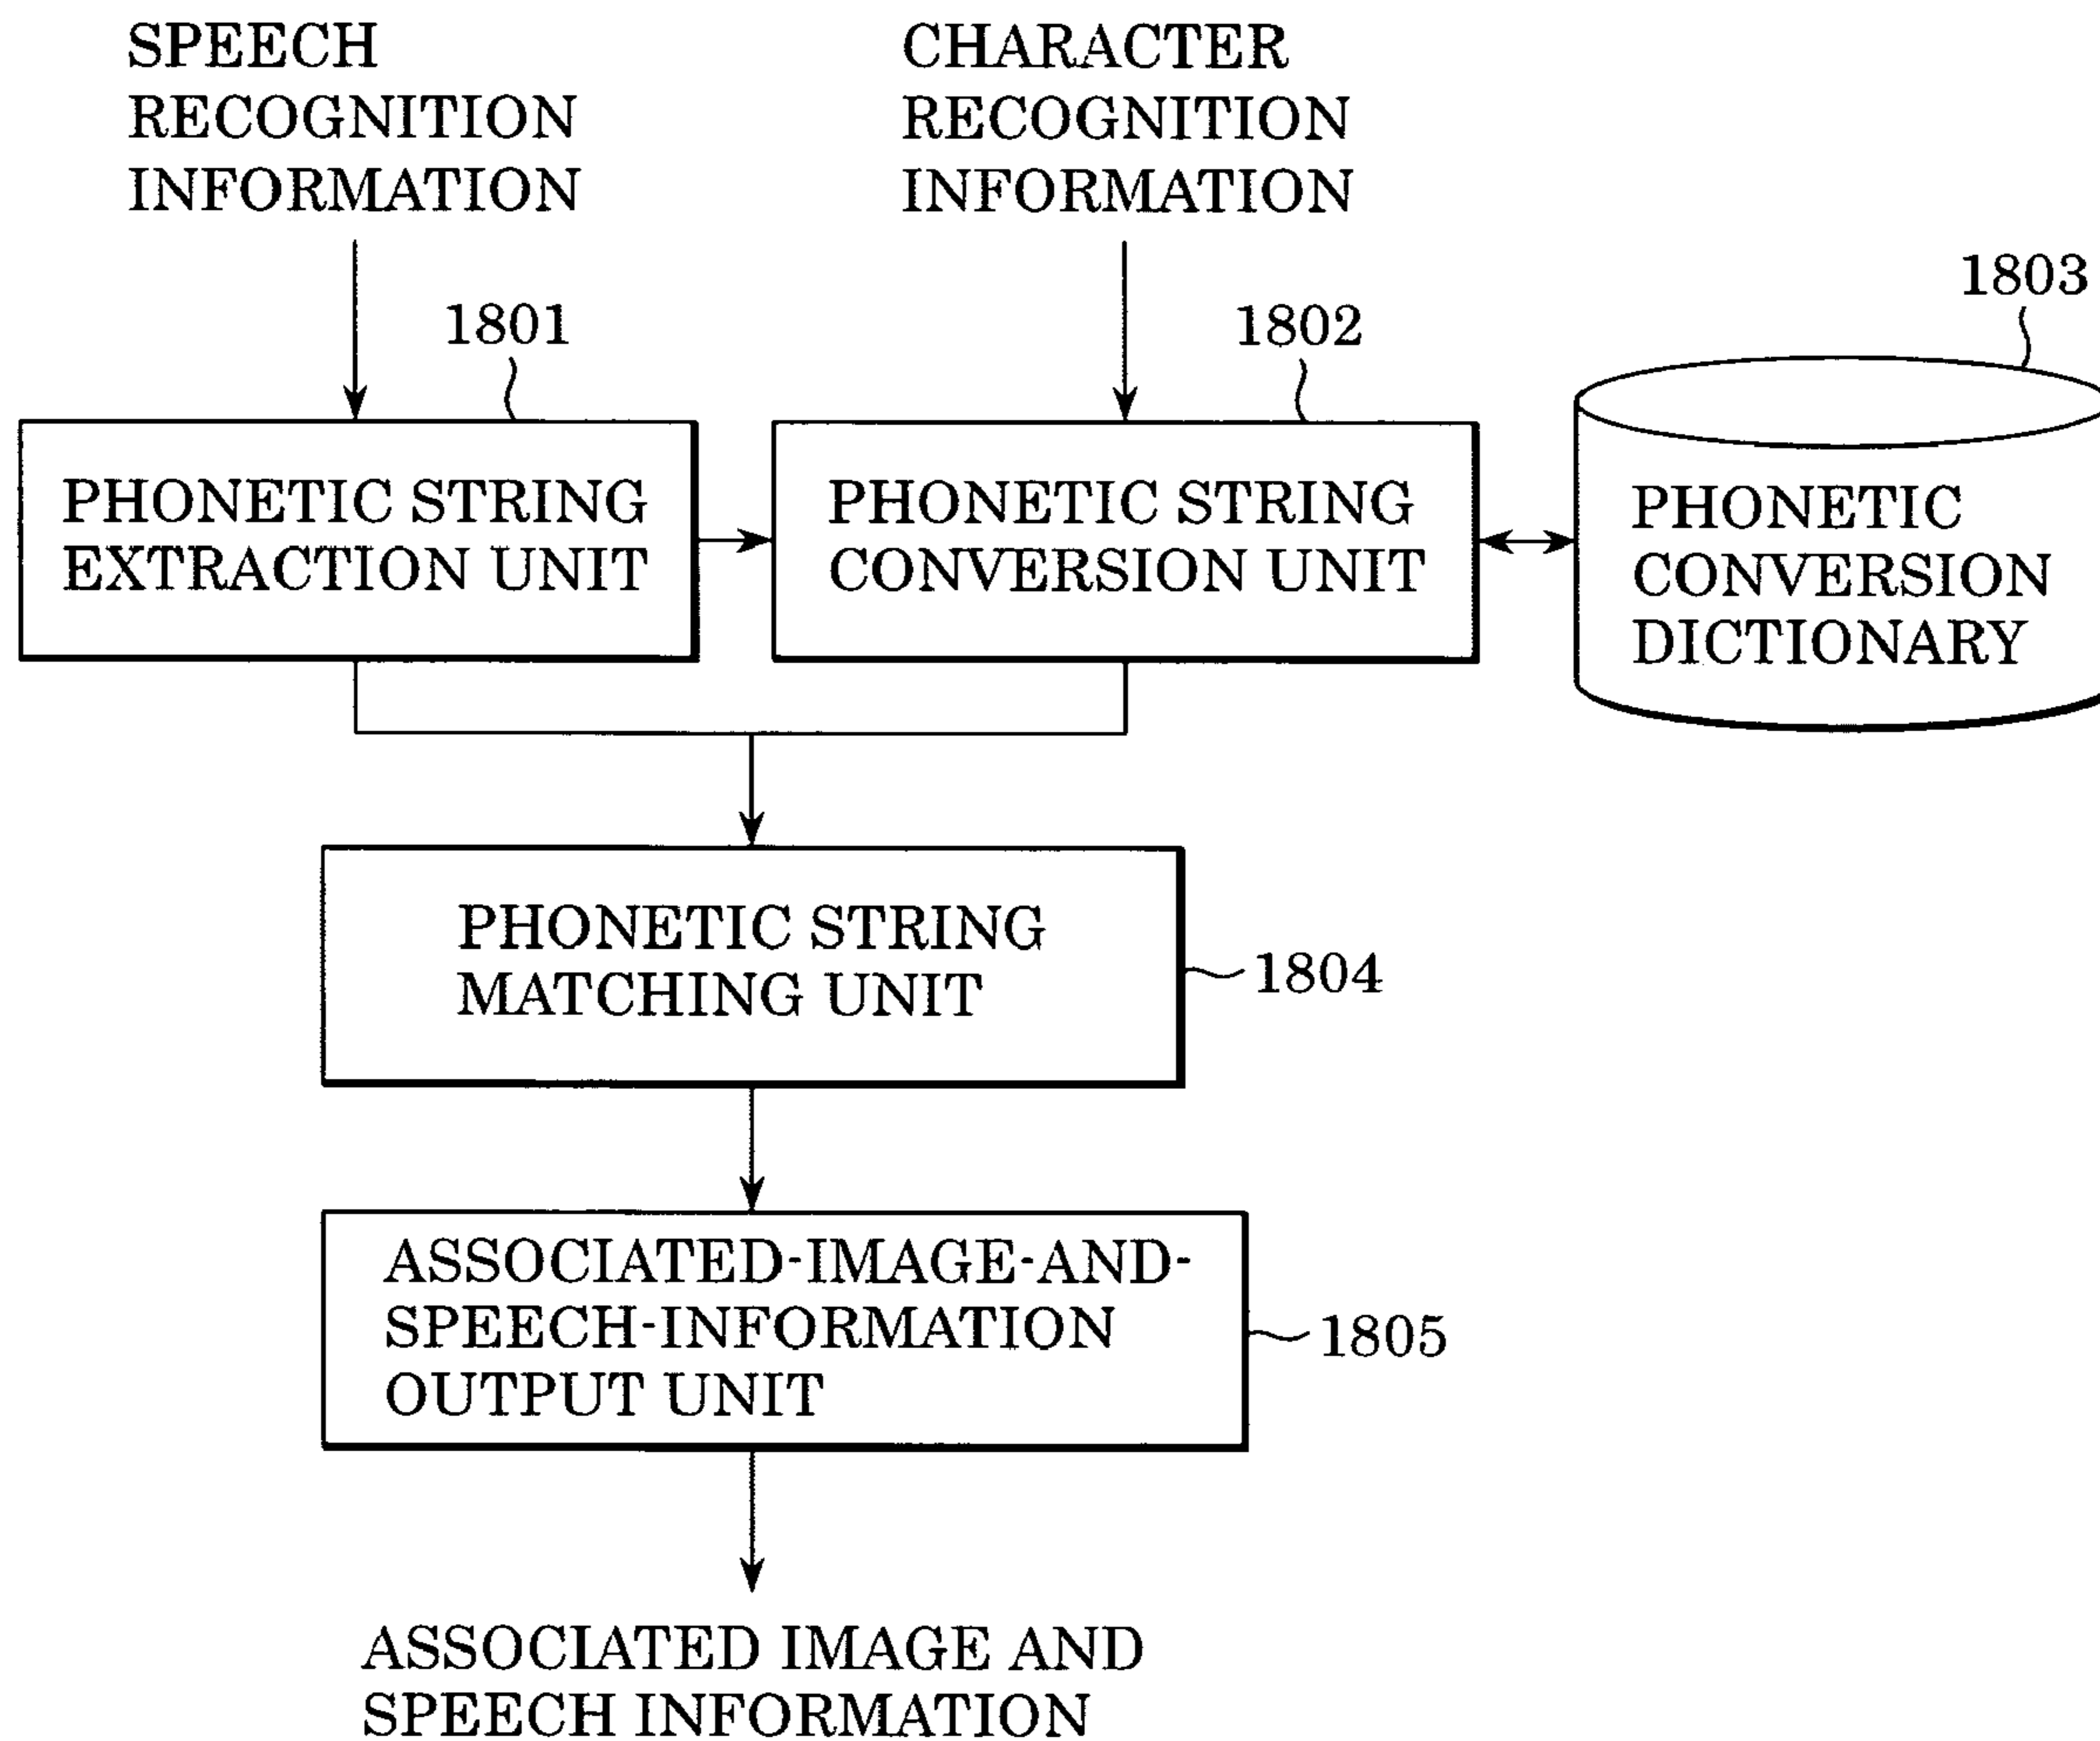 SPEECH
RECOGNITION
INFORMATION
CHARACTER
RECOGNITION
INFORMATION
1801
1802
1803
PHONETIC STRING
EXTRACTION UNIT
PHONETIC STRING
CONVERSION UNIT
PHONETIC
CONVERSION
DICTIONARY
PHONETIC STRING
MATCHING UNIT
1804
ASSOCIATED-IMAGE-AND-
SPEECH-INFORMATION
OUTPUT UNIT
1805
ASSOCIATED IMAGE AND
SPEECH INFORMATION